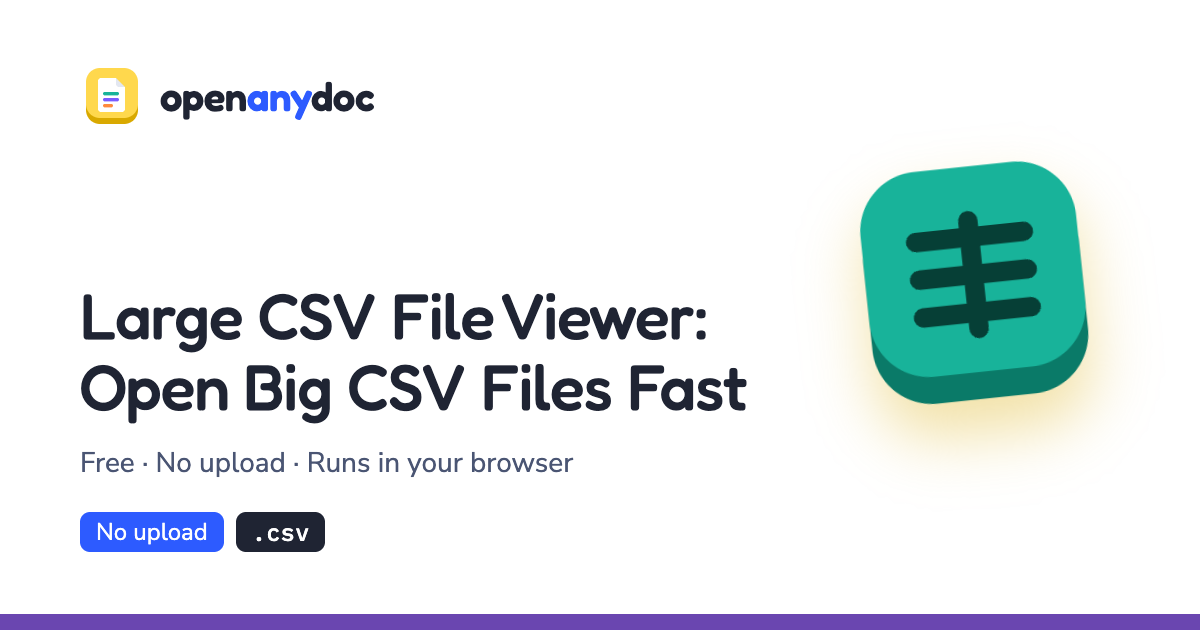 openanydoc
Large CSV File Viewer:
Open Big CSV Files Fast
Free · No upload · Runs in your browser
No upload
.csv